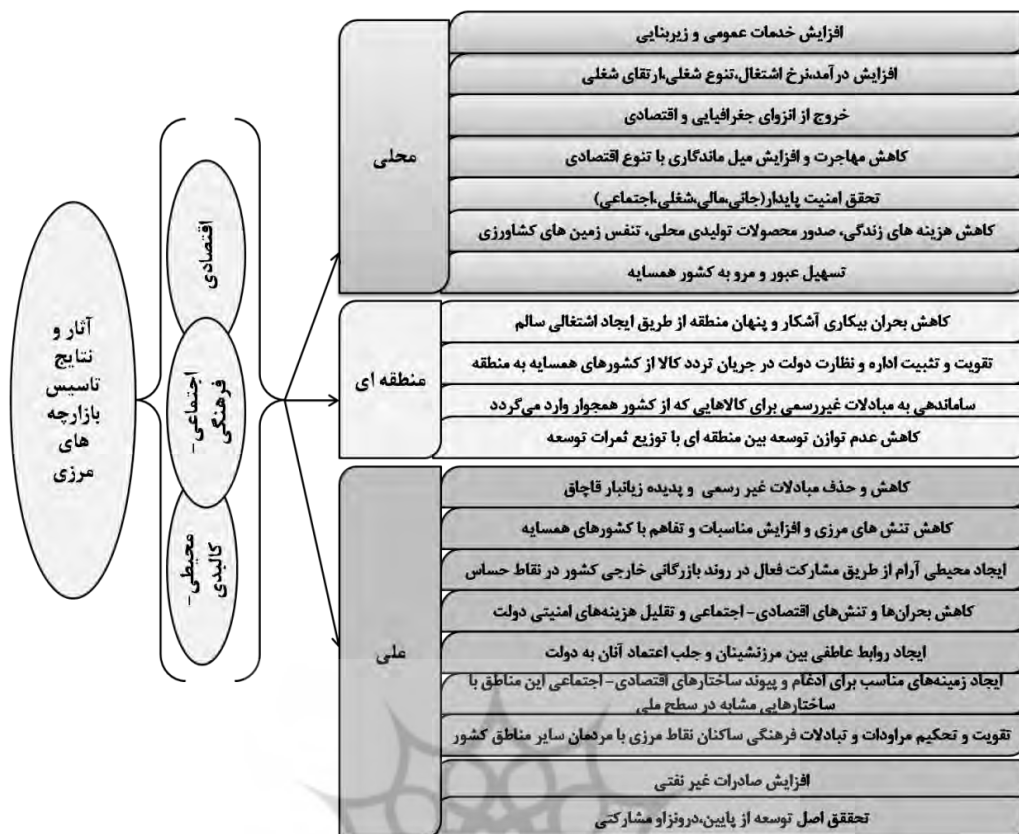 آثار و
نتایج
تاسیس
بازارچه
های
مرزی
اقتصادی
اجتماعی -
فرهنگی
محیطی -
کالبدی
محلی
افزایش خدمات عمومی و زیربنایی
افزایش درآمد،نرخ اشتغال،تنوع شغلی،ارتقای شغلی
خروج از انزوای جغرافیایی و اقتصادی
کاهش مهاجرت و افزایش میل ماندگاری با تنوع اقتصادی
تحقق امنیت پایدار(جانی،مالی،شغلی،اجتماعی)
کاهش هزینه های زندگی، صدور محصولات تولیدی محلی، تنفس زمین های کشاورزی
تسهیل عبور و مرو به کشور همسایه
منطقه ای
کاهش بحران بیکاری آشکار و پنهان منطقه از طریق ایجاد اشتغالی سالم
تقویت و تثبیت اداره و نظارت دولت در جریان تردد کالا از کشورهای همسایه به منطقه
ساماندهی به مبادلات غیررسمی برای کالاهایی که از کشور همجوار وارد می‌گردد
کاهش عدم توازن توسعه بین منطقه ای با توزیع ثمرات توسعه
ملی
کاهش و حذف مبادلات غیر رسمی و پدیده زیانبار قاچاق
کاهش تنش های مرزی و افزایش مناسبات و تفاهم با کشورهای همسایه
ایجاد محیطی آرام از طریق مشارکت فعال در روند بازرگانی خارجی کشور در نقاط حساس
کاهش بحران‌ها و تنش‌های اقتصادی- اجتماعی و تقلیل هزینه‌های امنیتی دولت
ایجاد روابط عاطفی بین مرزنشینان و جلب اعتماد آنان به دولت
ایجاد زمینه‌های مناسب برای ادغام و پیوند ساختارهای اقتصادی- اجتماعی این مناطق با
ساختارهایی مشابه در سطح ملی
تقویت و تحکیم مراودات و تبادلات فرهنگی ساکنان نقاط مرزی با مردمان سایر مناطق کشور
افزایش صادرات غیر نفتی
تحققق اصل توسعه از پایین،درونزاو مشارکتی